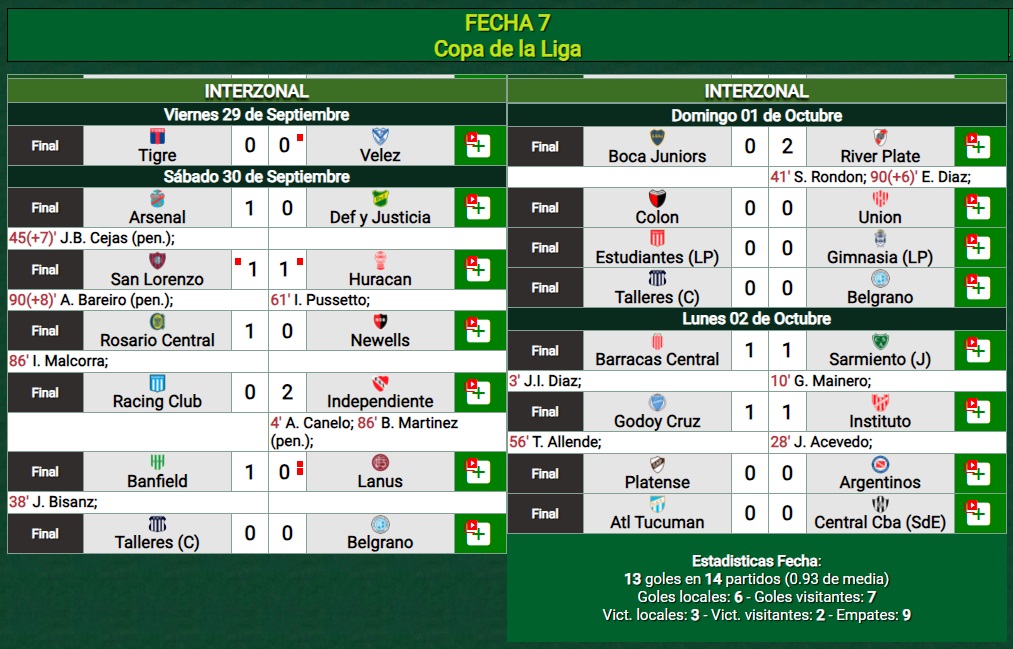 FECHA 7
Copa de la Liga
INTERZONAL
Viernes 29 de Septiembre
Final Tigre 0 0 Velez
Sábado 30 de Septiembre
Final Arsenal 1 0 Def y Justicia
45(+7)' J.B. Cejas (pen.);
Final San Lorenzo 1 1 Huracan
90(+8)' A. Bareiro (pen.); 61' I. Pussetto;
Final Rosario Central 1 0 Newells
86' I. Malcorra;
Final Racing Club 0 2 Independiente
4' A. Canelo; 86' B. Martinez
(pen.);
Final Banfield 1 0 Lanus
38' J. Bisanz;
Final Talleres (C) 0 0 Belgrano
INTERZONAL
Domingo 01 de Octubre
Final Boca Juniors 0 2 River Plate
41' S. Rondon; 90(+6)' E. Diaz;
Final Colon 0 0 Union
Final Estudiantes (LP) 0 0 Gimnasia (LP)
Final Talleres (C) 0 0 Belgrano
Lunes 02 de Octubre
Final Barracas Central 1 1 Sarmiento (J)
3' J.I. Diaz; 10' G. Mainero;
Final Godoy Cruz 1 1 Instituto
56' T. Allende; 28' J. Acevedo;
Final Platense 0 0 Argentinos
Final Atl Tucuman 0 0 Central Cba (SdE)
Estadisticas Fecha:
13 goles en 14 partidos (0.93 de media)
Goles locales: 6 - Goles visitantes: 7
Vict. locales: 3 - Vict. visitantes: 2 - Empates: 9